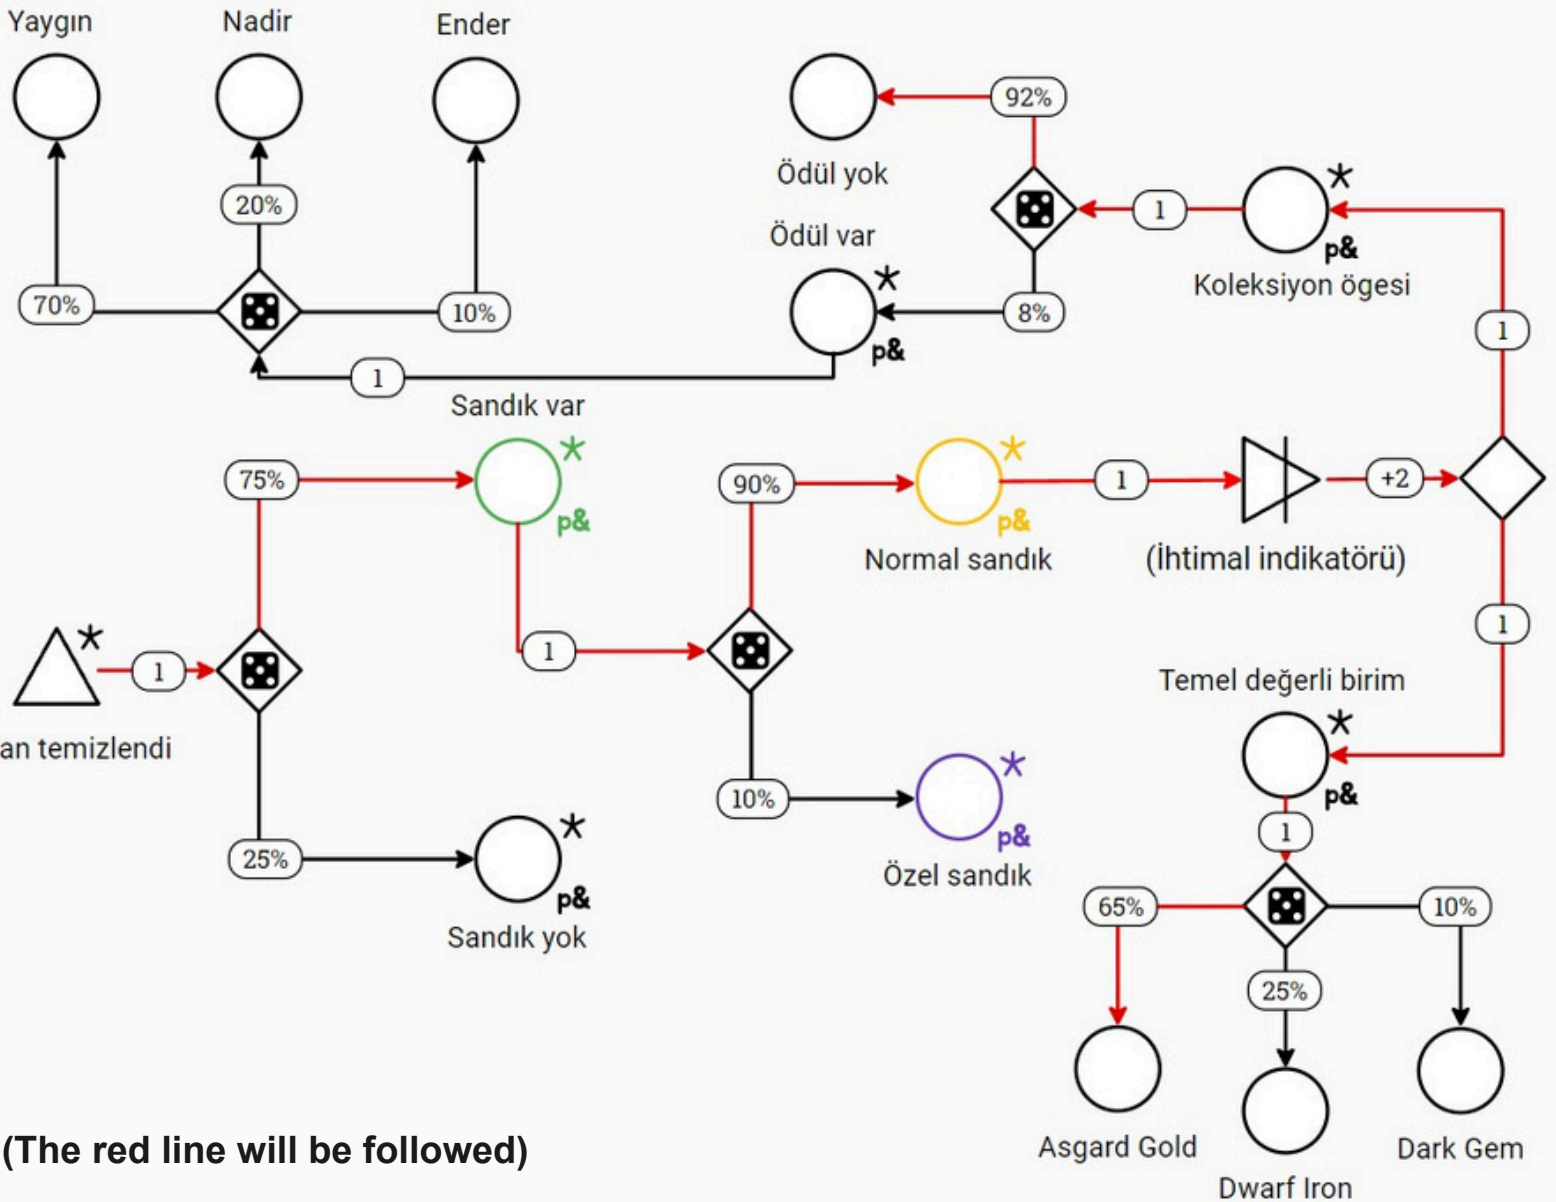 Yaygın
Nadir
Ender
92%
Ödül yok
20%
1
p&
Ödül var
Koleksiyon ögesi
70%
10%
8%
1
p&
1
Sandık var
75%
90%
1
+2
p&
p&
Normal sandık
(İhtimal indikatörü)
1
1
1
Temel değerli birim
an temizlendi
p&
10%
1
p&
25%
Özel sandık
p&
65%
10%
Sandık yok
25%
Asgard Gold
Dark Gem
(The red line will be followed)
Dwarf Iron